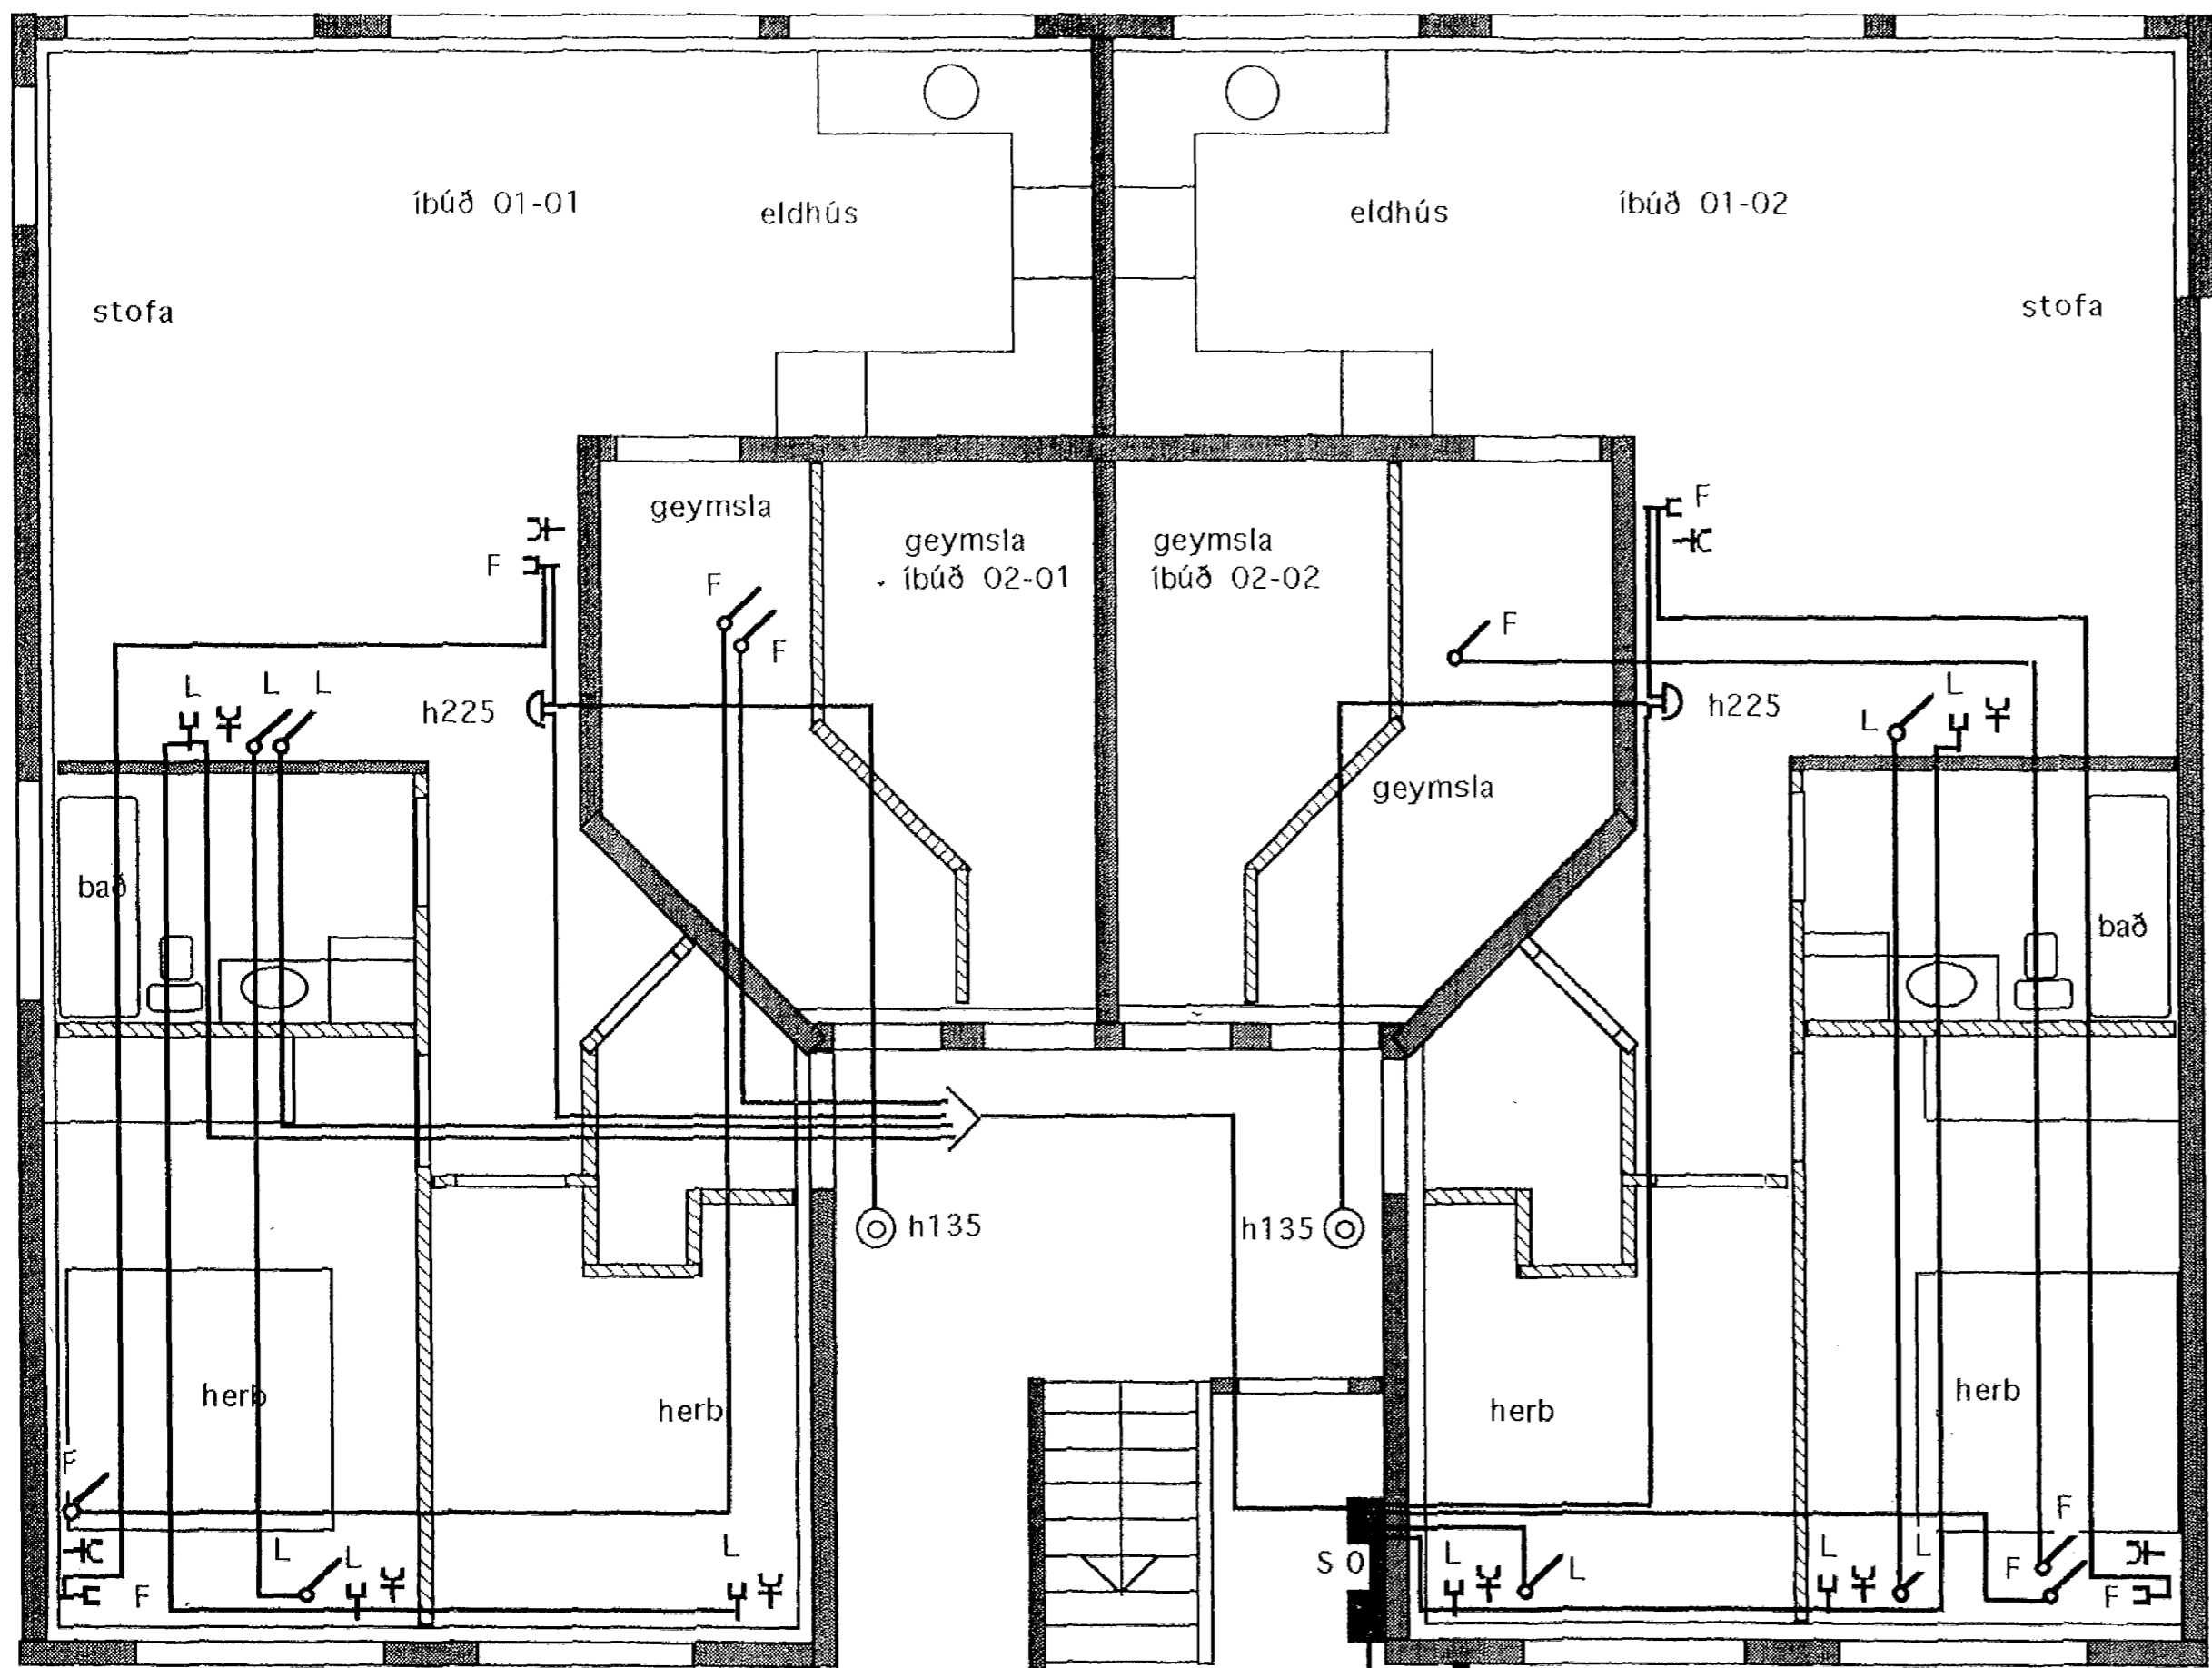 íbúð 01-01
eldhús
eldhús
íbúð 01-02
stofa
stofa
geymsla
geymsla
íbúð 02-01
geymsla
íbúð 02-02
F
F
F
F
F
L
L
L
h225
h225
L
L
geymsla
bað
bað
h135
h135
herb
herb
herb
herb
F
F
L
L
L
L
L
L
L
S O
F
F
F